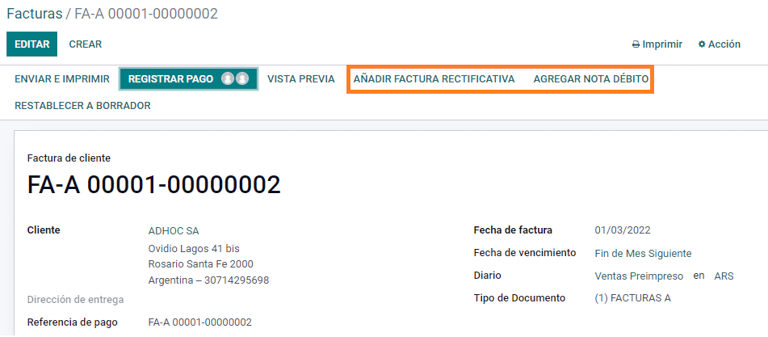 Facturas / FA-A 00001-00000002
EDITAR CREAR Imprimir Acción
ENVIAR E IMPRIMIR REGISTRAR PAGO VISTA PREVIA AÑADIR FACTURA RECTIFICATIVA AGREGAR NOTA DÉBITO
RESTABLECER A BORRADOR
Factura de cliente
FA-A 00001-00000002
Cliente ADHOC SA Fecha de factura 01/03/2022
Ovidio Lagos 41 bis Fecha de vencimiento Fin de Mes Siguiente
Rosario Santa Fe 2000
Argentina – 30714295698 Diario Ventas Preimpreso en ARS
Dirección de entrega Tipo de Documento (1) FACTURAS A
Referencia de pago FA-A 00001-00000002